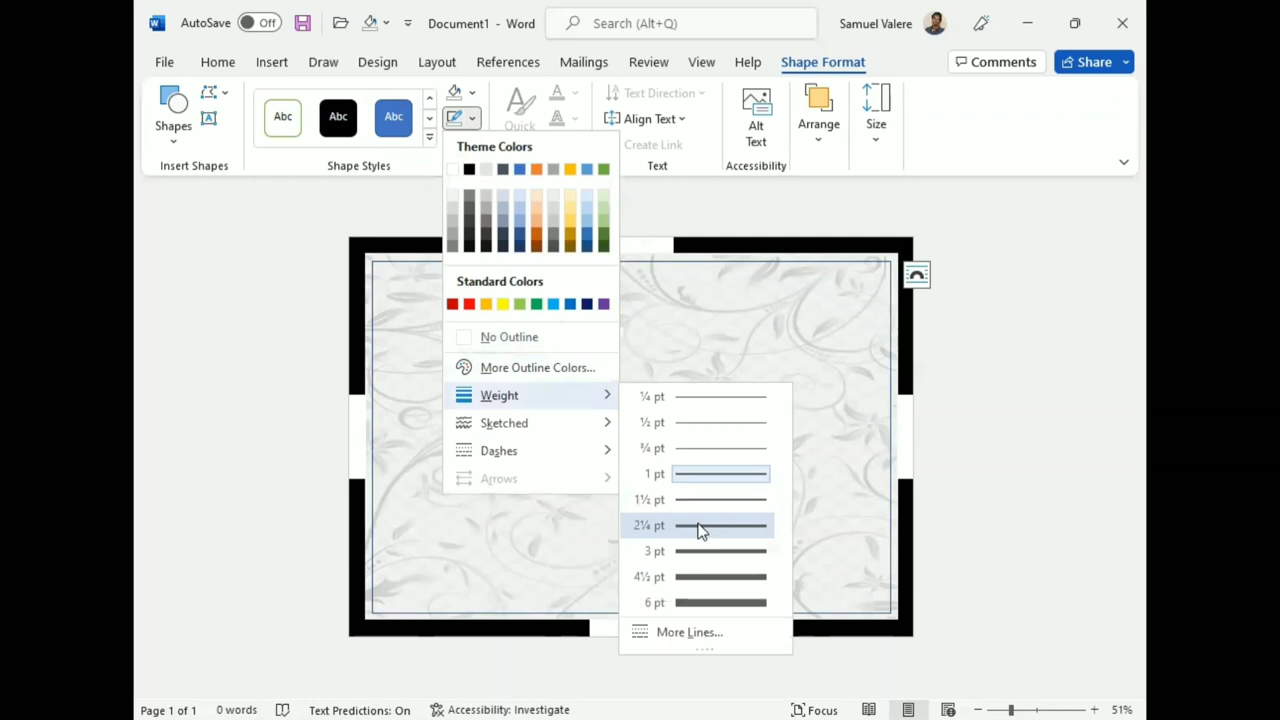 AutoSave Off Document1 - Word Search (Alt+Q) Samuel Valere
File Home Insert Draw Design Layout References Mailings Review View Help Shape Format Comments Share
Shapes
Abc Abc Abc
Quick
Text Direction
Align Text
Create Link
Alt
Text
Arrange
Size
Insert Shapes Shape Styles Text Accessibility
Theme Colors
Standard Colors
No Outline
More Outline Colors...
Weight
Sketched
Dashes
Arrows
¼ pt
½ pt
¾ pt
1 pt
1½ pt
2¼ pt
3 pt
4½ pt
6 pt
More Lines...
Page 1 of 1 0 words Text Predictions: On Accessibility: Investigate Focus 51%